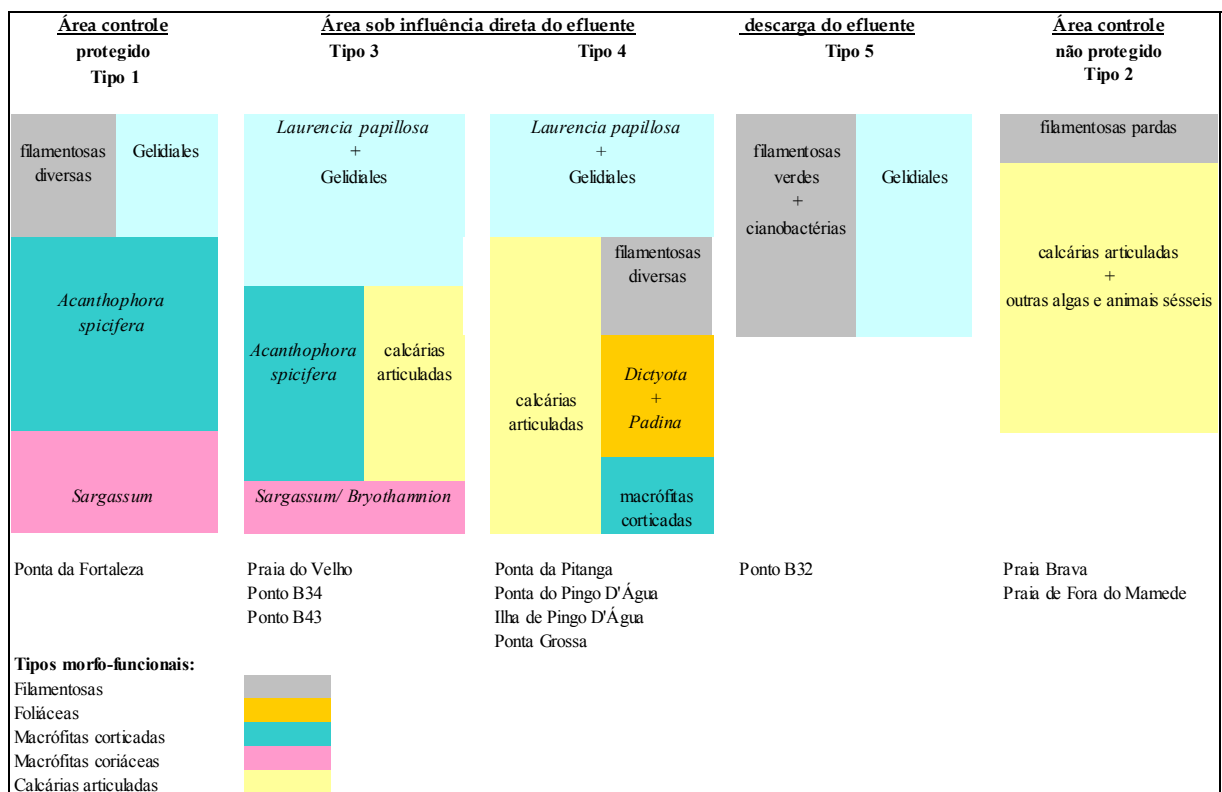 Área controle
protegido
Tipo 1
Área sob influência direta do efluente
Tipo 3
Tipo 4
descarga do efluente
Tipo 5
Área controle
não protegido
Tipo 2
filamentosas
diversas
Gelidiales
Acanthophora
spicifera
Sargassum
Laurencia papillosa
+
Gelidiales
Acanthophora
spicifera
calcárias
articuladas
Sargassum/ Bryothamnion
Laurencia papillosa
+
Gelidiales
calcárias
articuladas
filamentosas
diversas
Dictyota
+
Padina
macrófitas
corticadas
filamentosas
verdes
+
cianobactérias
Gelidiales
filamentosas pardas
calcárias articuladas
+
outras algas e animais sésseis
Ponta da Fortaleza
Praia do Velho
Ponto B34
Ponto B43
Ponta da Pitanga
Ponta do Pingo D'Água
Ilha de Pingo D'Água
Ponta Grossa
Ponto B32
Praia Brava
Praia de Fora do Mamede
Tipos morfo-funcionais:
Filamentosas
Foliáceas
Macrófitas corticadas
Macrófitas coriáceas
Calcárias articuladas